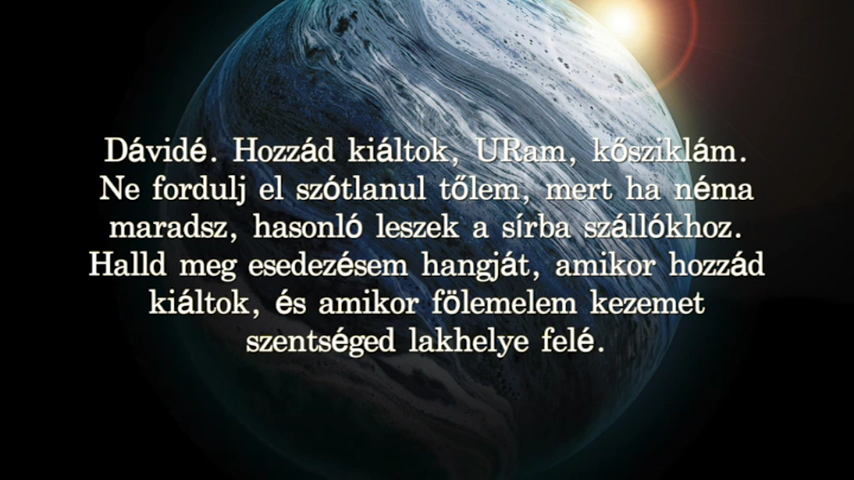 Dávidé. Hozzád kiáltok, URam, kősziklám.
Ne fordulj el szótlanul tőlem, mert ha néma
maradsz, hasonló leszek a sírba szállókhoz.
Halld meg esedezésem hangját, amikor hozzád
kiáltok, és amikor fölemelem kezemet
szentséged lakhelye felé.